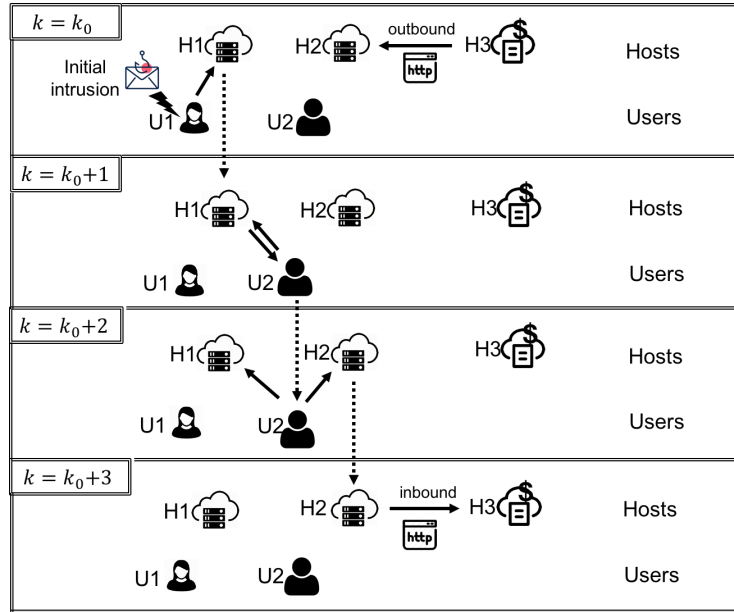 k = k₀
H1
H2
outbound
http
H3
$
Hosts
Initial
intrusion
U1
U2
Users
k = k₀+1
H1
H2
H3
$
Hosts
U1
U2
Users
k = k₀+2
H1
H2
H3
$
Hosts
U1
U2
Users
k = k₀+3
H1
H2
inbound
http
H3
$
Hosts
U1
U2
Users